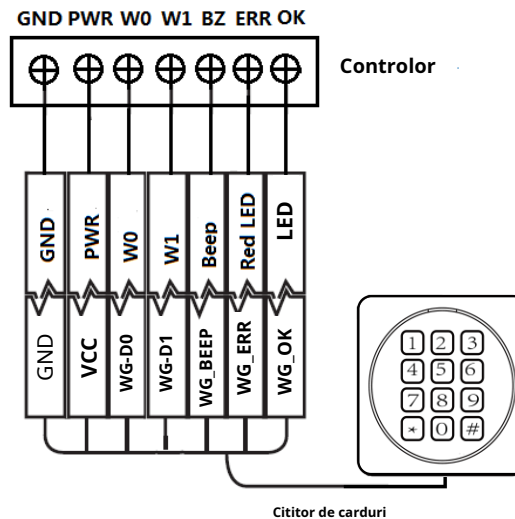 GND PWR W0 W1 BZ ERR OK
Controlor
GND
PWR
W0
W1
Beep
Red LED
LED
GND
VCC
WG-D0
WG-D1
WG_BEEP
WG_ERR
WG_OK
1 2 3
4 5 6
7 8 9
* 0 #
Cititor de carduri